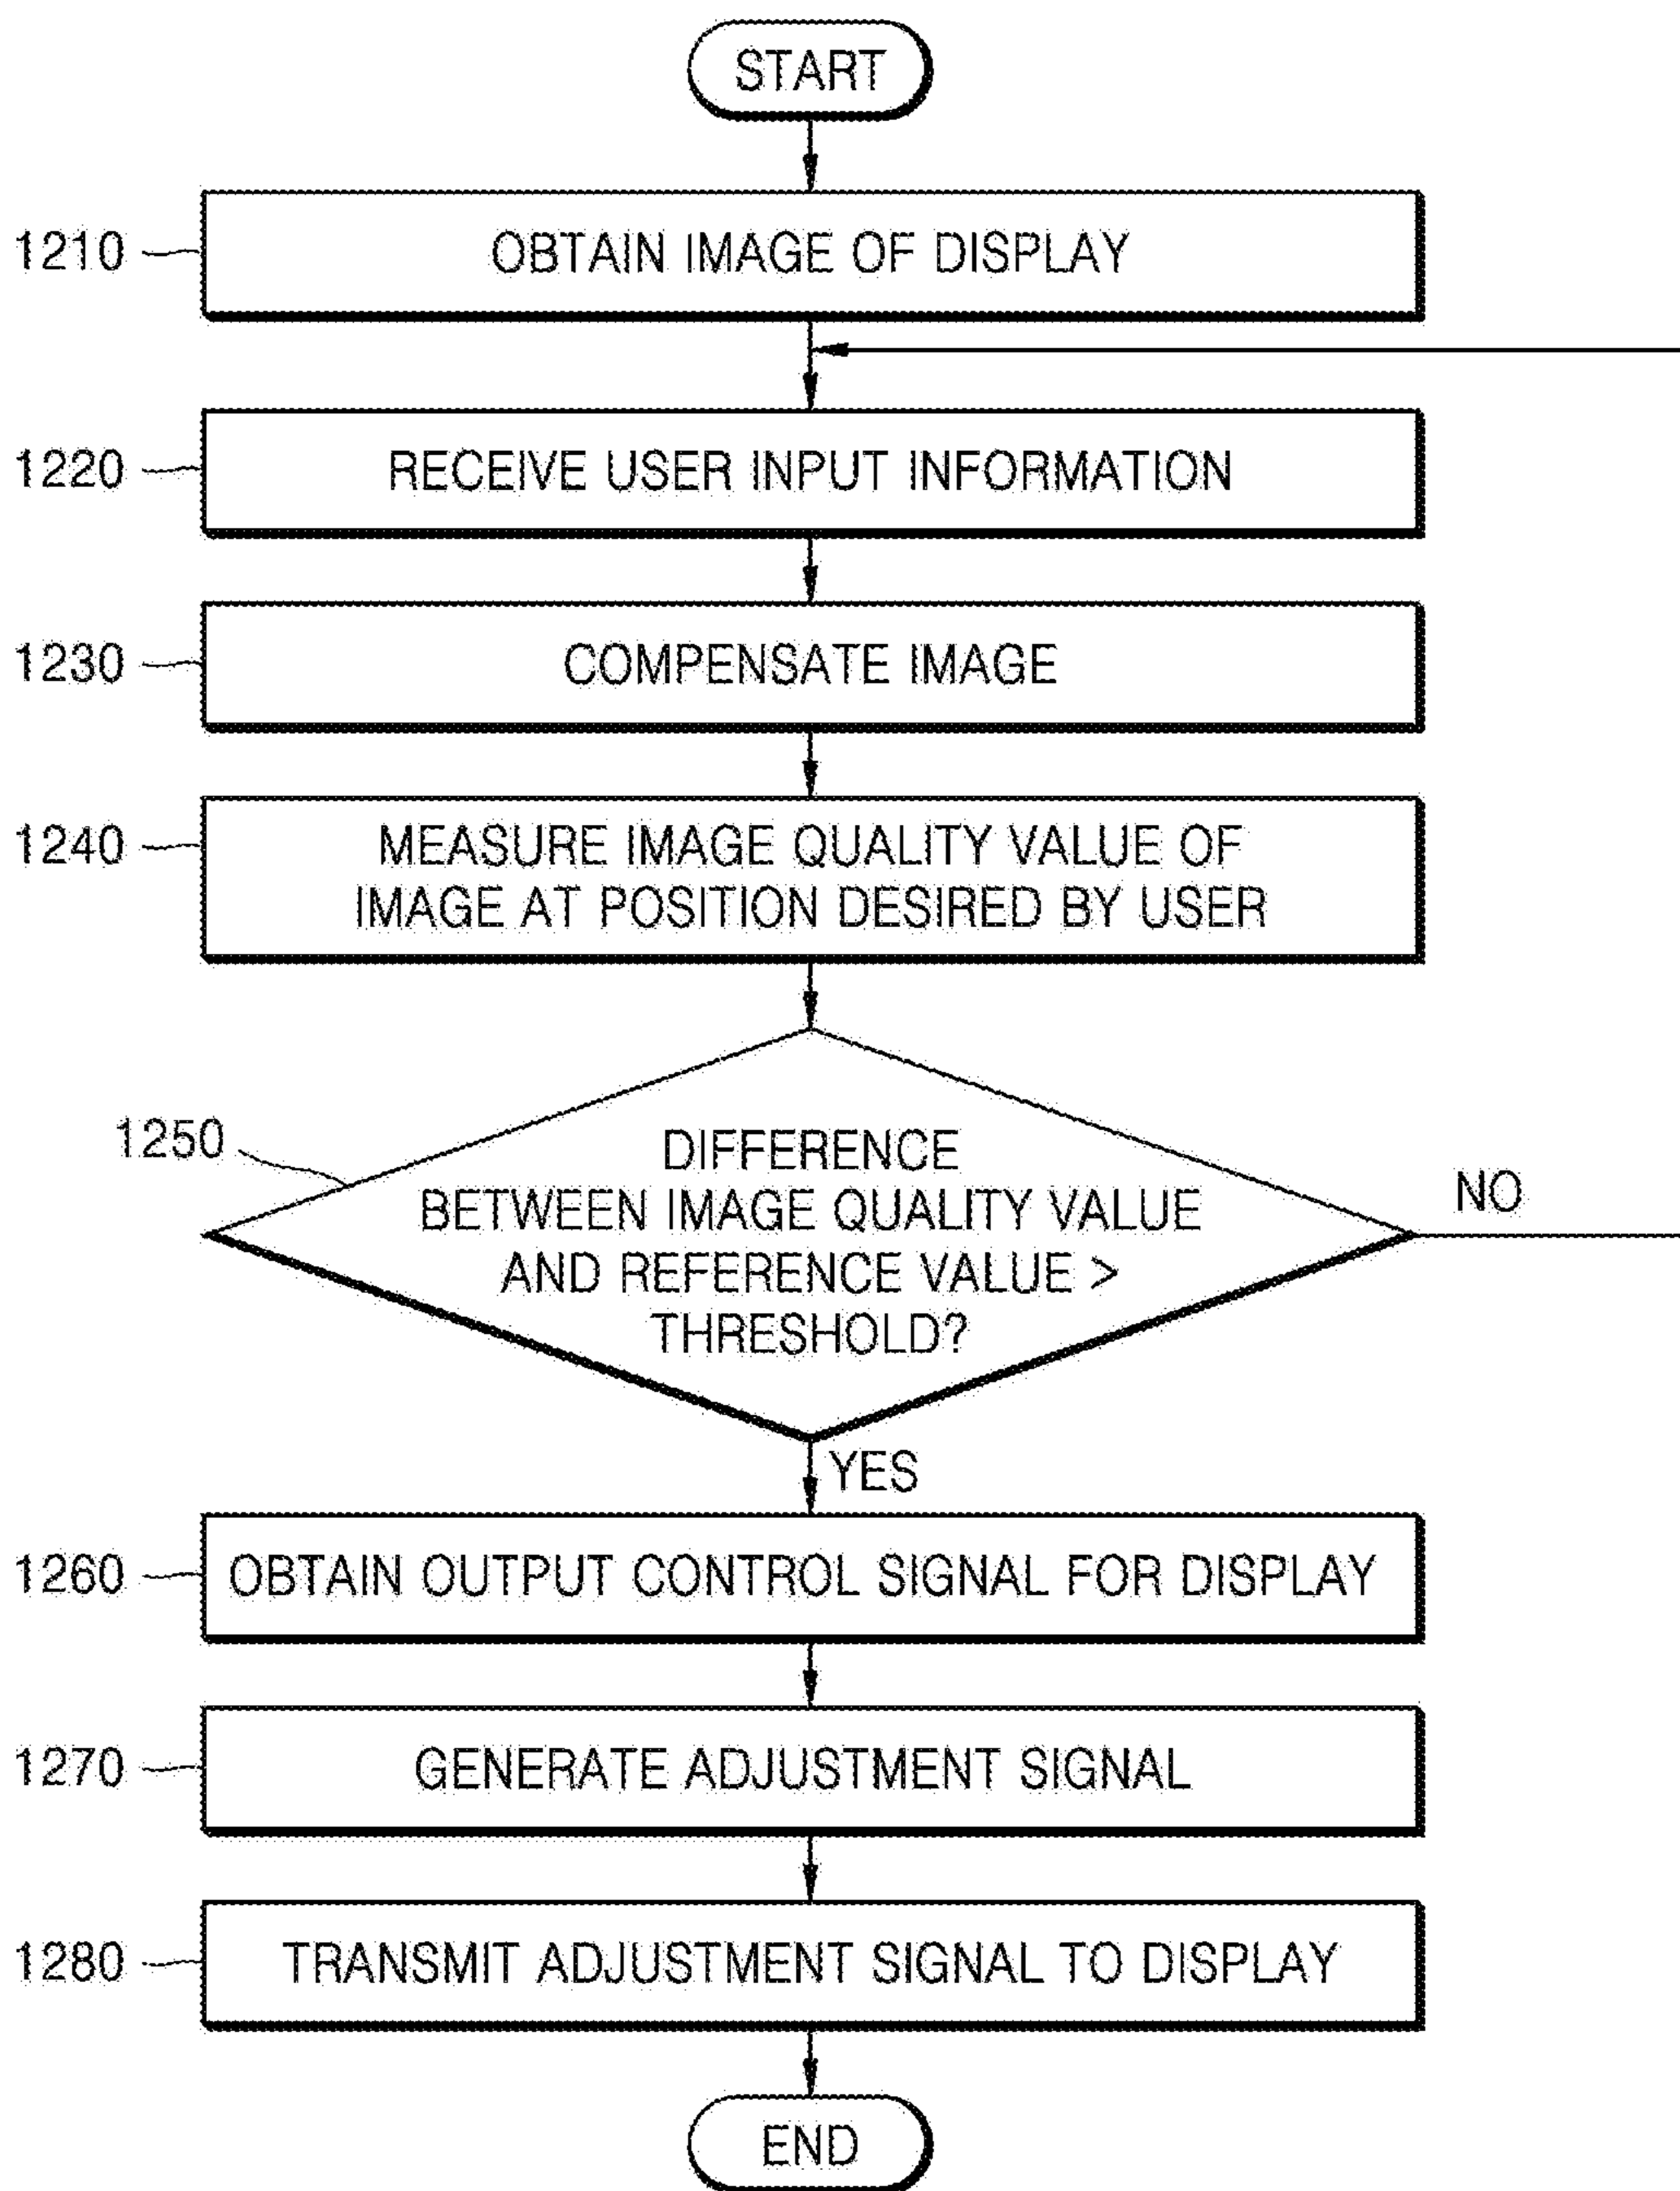 START
1210
OBTAIN IMAGE OF DISPLAY
1220
RECEIVE USER INPUT INFORMATION
1230
COMPENSATE IMAGE
1240
MEASURE IMAGE QUALITY VALUE OF
IMAGE AT POSITION DESIRED BY USER
1250
DIFFERENCE
BETWEEN IMAGE QUALITY VALUE
AND REFERENCE VALUE >
THRESHOLD?
NO
YES
1260
OBTAIN OUTPUT CONTROL SIGNAL FOR DISPLAY
1270
GENERATE ADJUSTMENT SIGNAL
1280
TRANSMIT ADJUSTMENT SIGNAL TO DISPLAY
END